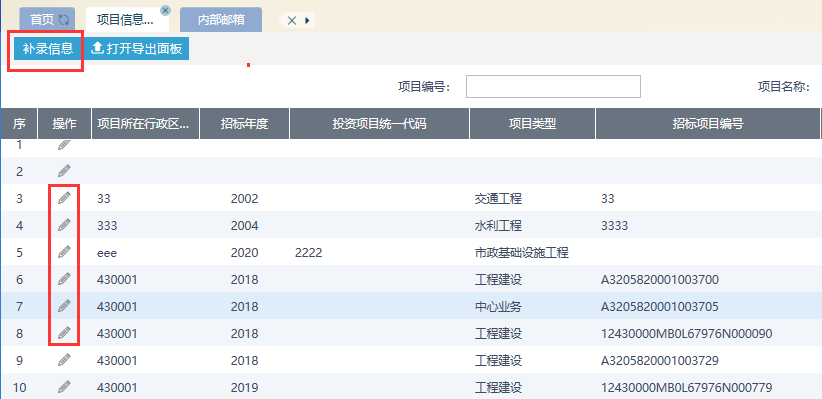 首页 项目信息... 内部邮箱
补录信息 打开导出面板
项目编号： 项目名称：
序 操作 项目所在行政区... 招标年度 投资项目统一代码 项目类型 招标项目编号
1
2
3 33 2002 交通工程 33
4 333 2004 水利工程 3333
5 eee 2020 2222 市政基础设施工程
6 430001 2018 工程建设 A3205820001003700
7 430001 2018 中心业务 A3205820001003705
8 430001 2018 工程建设 12430000MB0L67976N000090
9 430001 2018 工程建设 A3205820001003729
10 430001 2019 工程建设 12430000MB0L67976N000779